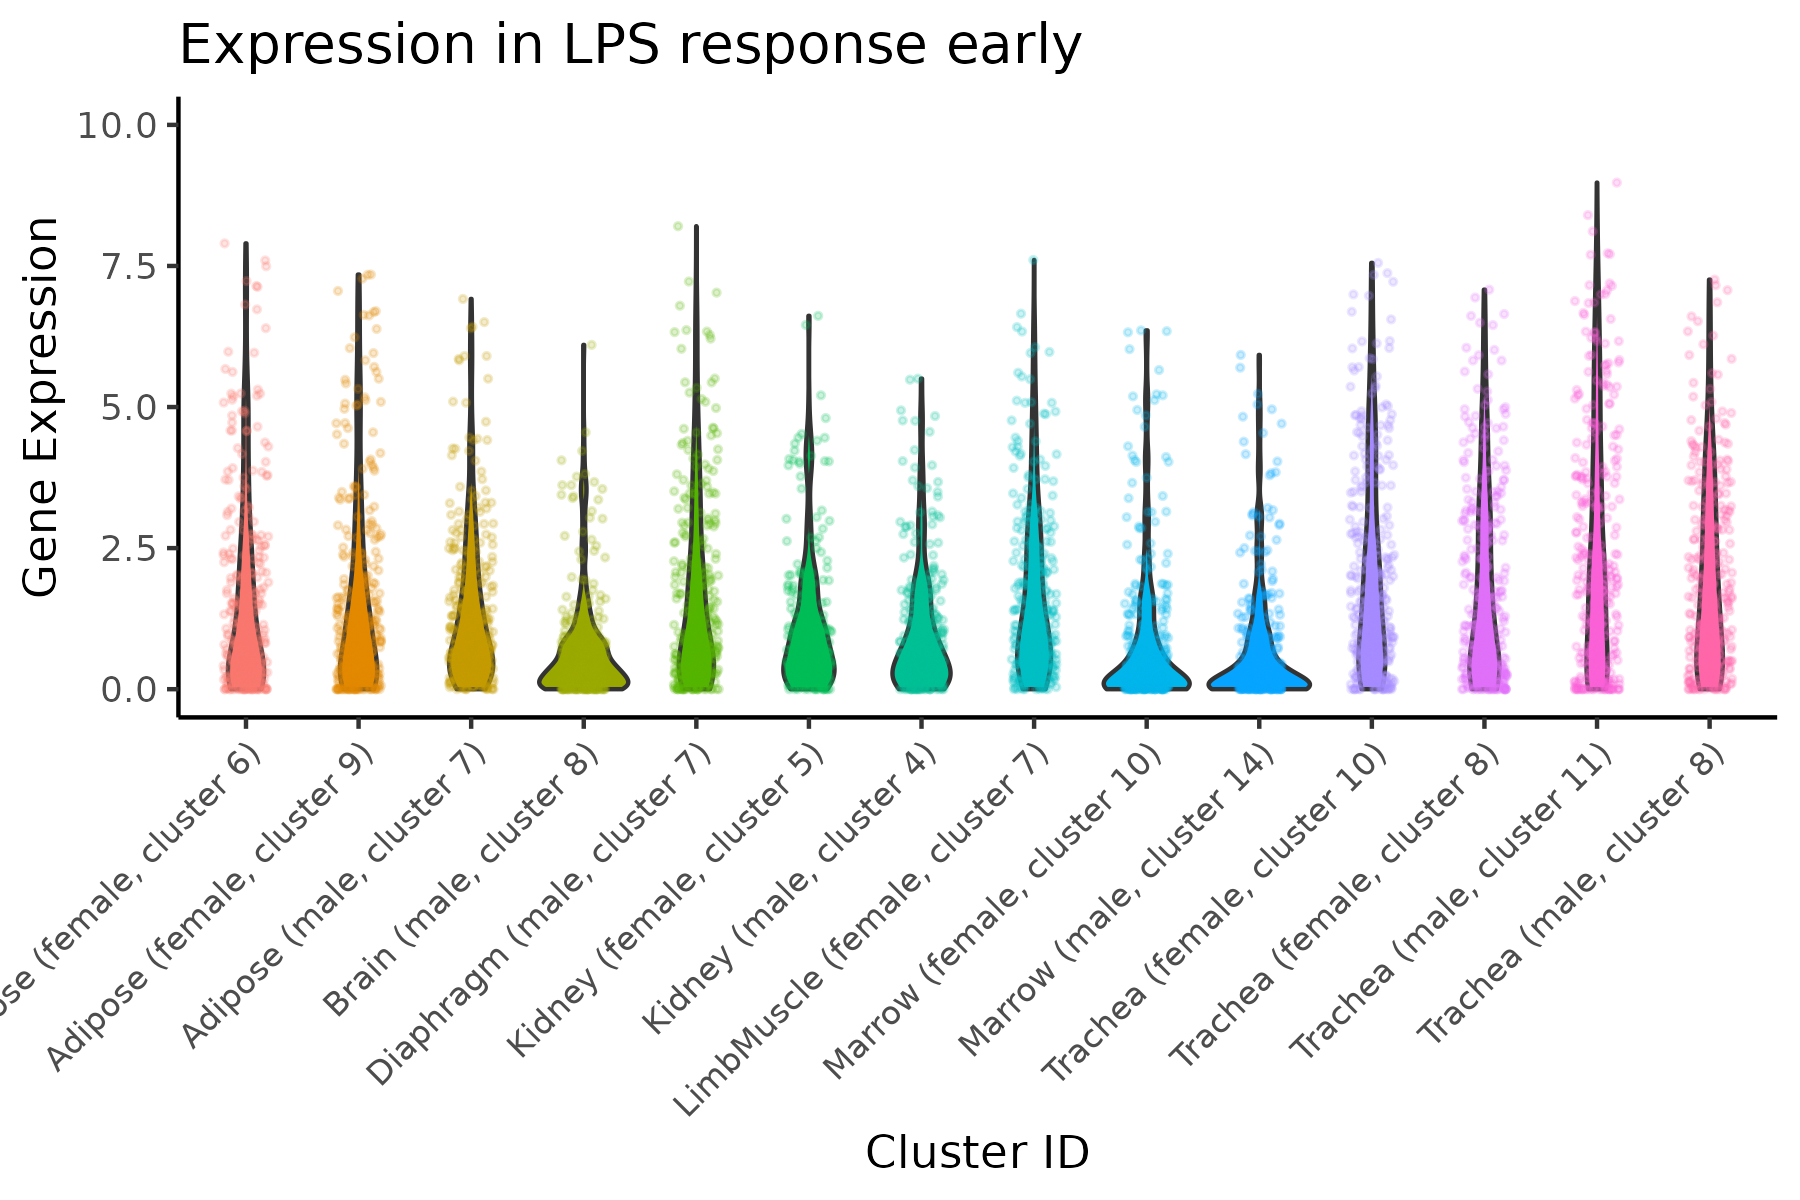 Expression in LPS response early
Gene Expression
10.0
7.5
5.0
2.5
0.0
(female, cluster 6)
Adipose (female, cluster 9)
Adipose (male, cluster 7)
Brain (male, cluster 8)
Diaphragm (male, cluster 7)
Kidney (female, cluster 5)
Kidney (male, cluster 4)
LimbMuscle (female, cluster 7)
Marrow (female, cluster 10)
Marrow (male, cluster 14)
Trachea (female, cluster 10)
Trachea (female, cluster 8)
Trachea (male, cluster 11)
Trachea (male, cluster 8)
Cluster ID